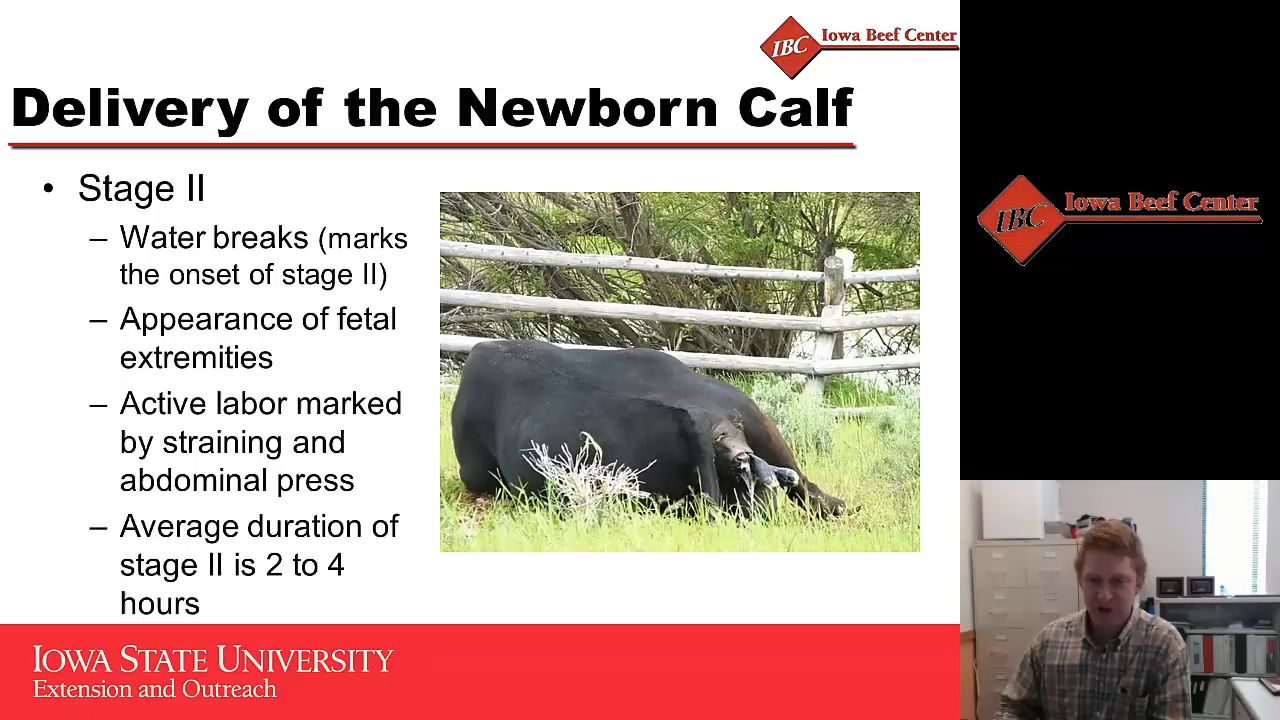 IBC Iowa Beef Center
Delivery of the Newborn Calf
• Stage II
– Water breaks (marks
the onset of stage II)
– Appearance of fetal
extremities
– Active labor marked
by straining and
abdominal press
– Average duration of
stage II is 2 to 4
hours
IBC Iowa Beef Center
IOWA STATE UNIVERSITY
Extension and Outreach